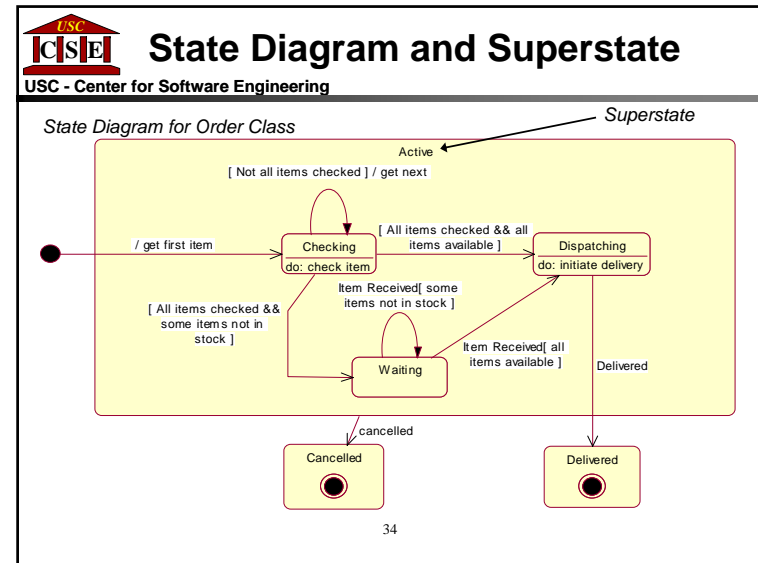 USC
C S E
State Diagram and Superstate
USC - Center for Software Engineering
State Diagram for Order Class
Superstate
Active
[ Not all items checked ] / get next
/ get first item
Checking
do: check item
[ All items checked && all
items available ]
Dispatching
do: initiate delivery
[ All items checked &&
some items not in
stock ]
Item Received[ some
items not in stock ]
Waiting
Item Received[ all
items available ]
Delivered
cancelled
Cancelled
Delivered
34